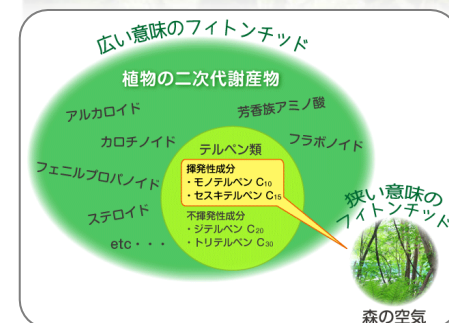 広い意味のフィトンチッド
植物の二次代謝産物
アルカロイド
芳香族アミノ酸
カロチノイド
フラボノイド
テルペン類
フェニルプロパノイド
揮発性成分
・モノテルペン C10
・セスキテルペン C15
ステロイド
不揮発性成分
・ジテルペン C20
・トリテルペン C30
etc・・・
狭い意味の
フィトンチッド
森の空気